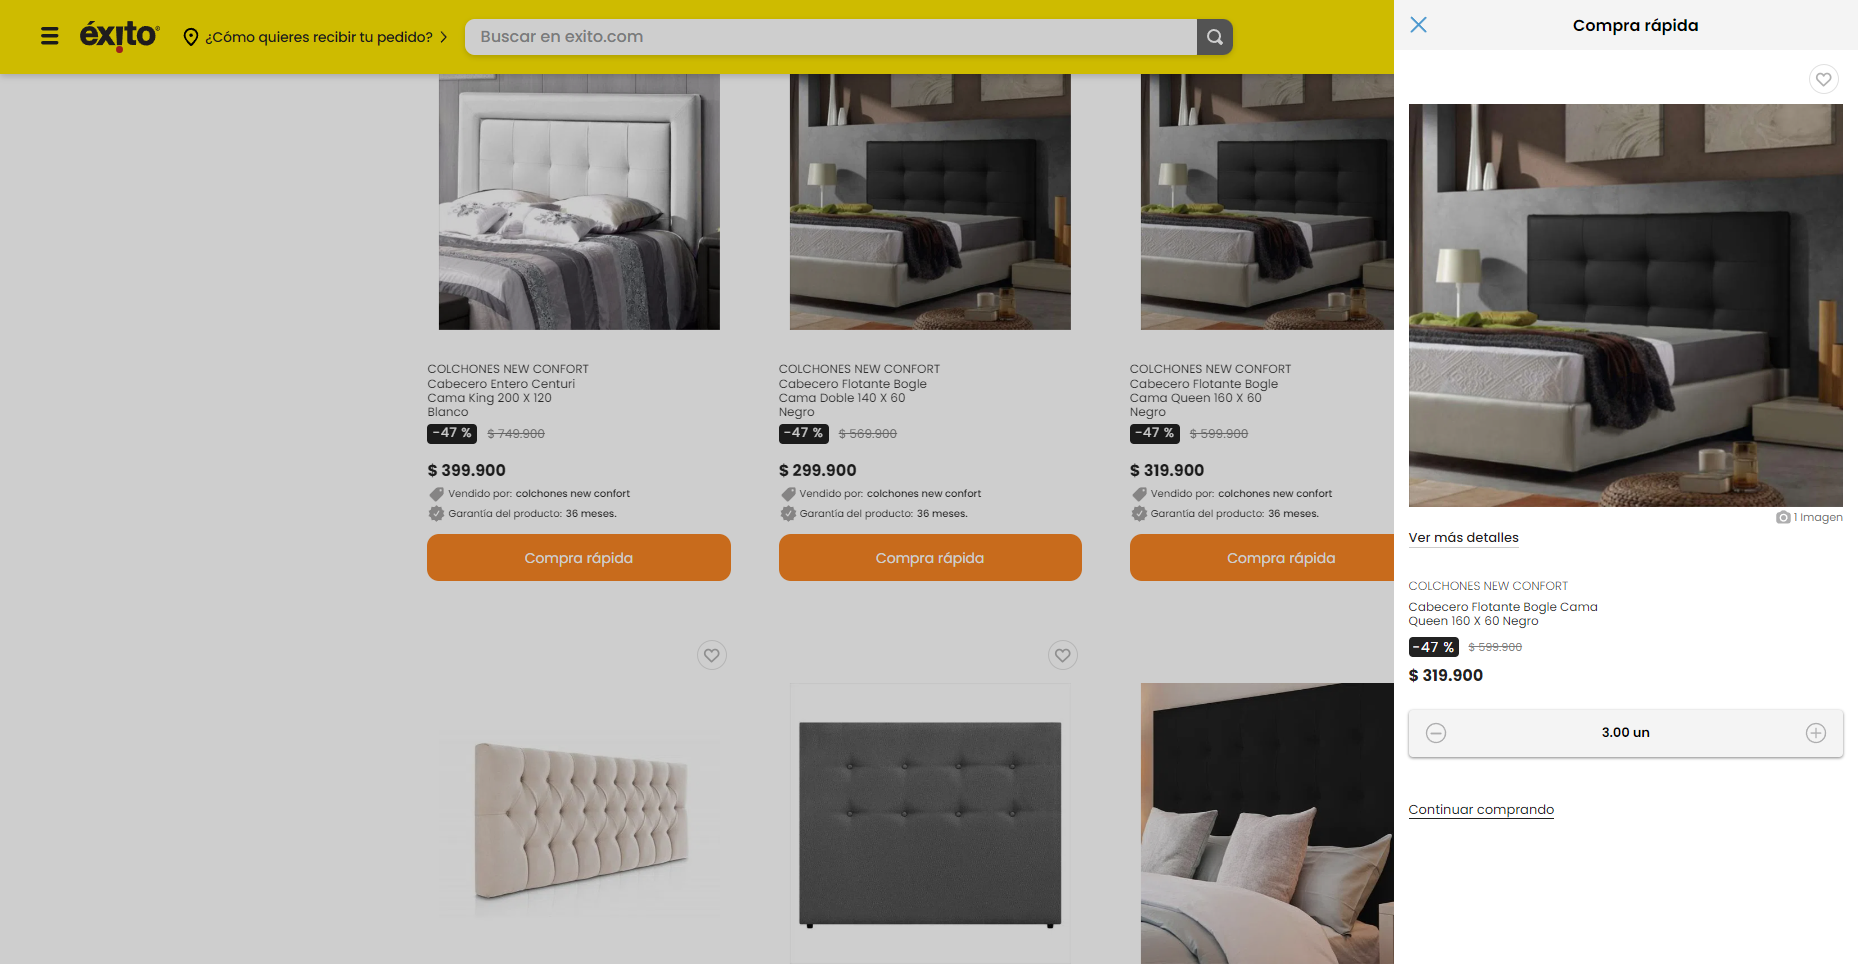 éxito
¿Cómo quieres recibir tu pedido?
Buscar en exito.com
Compra rápida
COLCHONES NEW CONFORT
Cabecero Entero Centuri
Cama King 200 X 120
Blanco
-47 %
$ 749.900
$ 399.900
Vendido por: colchones new confort
Garantía del producto: 36 meses.
Compra rápida
COLCHONES NEW CONFORT
Cabecero Flotante Bogle
Cama Doble 140 X 60
Negro
-47 %
$ 569.900
$ 299.900
Vendido por: colchones new confort
Garantía del producto: 36 meses.
Compra rápida
COLCHONES NEW CONFORT
Cabecero Flotante Bogle
Cama Queen 160 X 60
Negro
-47 %
$ 599.900
$ 319.900
Vendido por: colchones new confort
Garantía del producto: 36 meses.
Compra rápida
1 Imagen
Ver más detalles
COLCHONES NEW CONFORT
Cabecero Flotante Bogle Cama
Queen 160 X 60 Negro
-47 %
$ 599.900
$ 319.900
3.00 un
Continuar comprando